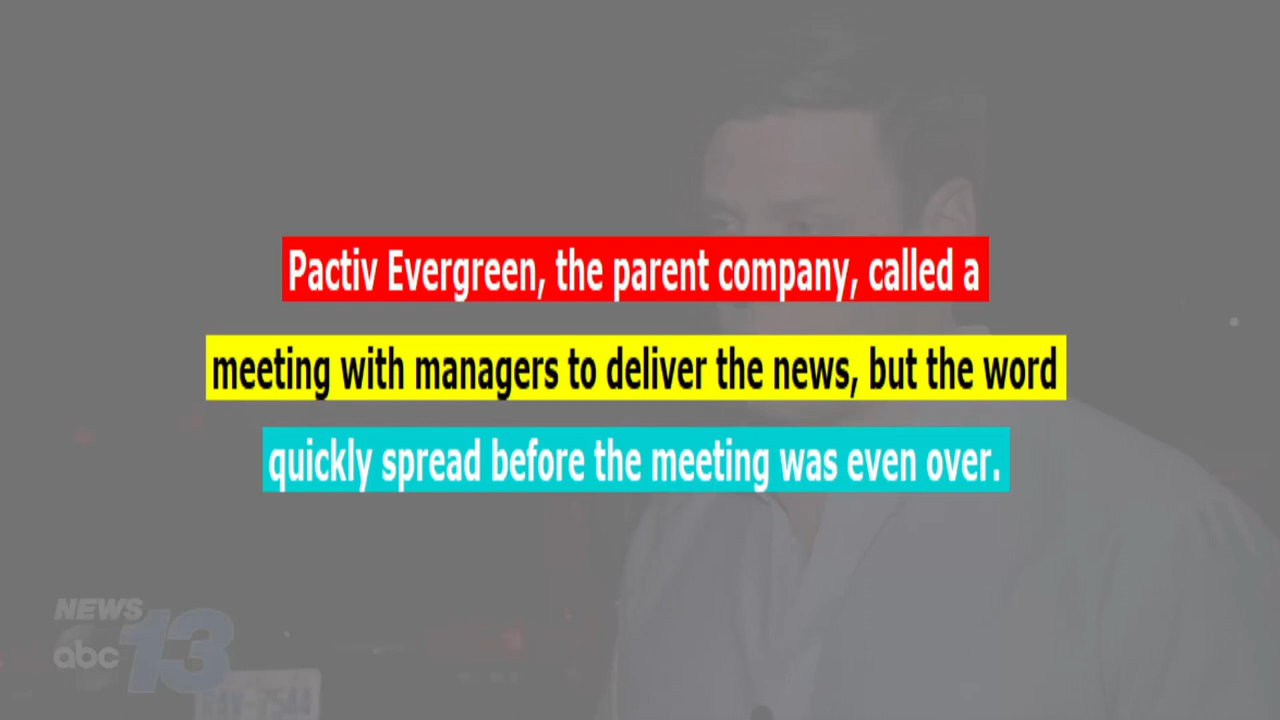 Pactiv Evergreen, the parent company, called a
meeting with managers to deliver the news, but the word
quickly spread before the meeting was even over.
NEWS
abc 13